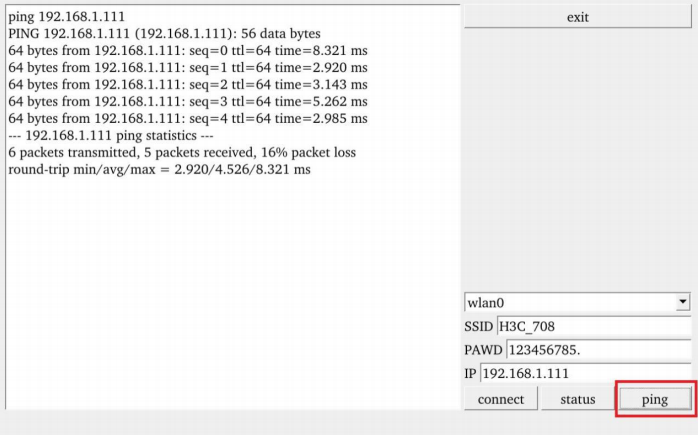 ping 192.168.1.111
PING 192.168.1.111 (192.168.1.111): 56 data bytes
64 bytes from 192.168.1.111: seq=0 ttl=64 time=8.321 ms
64 bytes from 192.168.1.111: seq=1 ttl=64 time=2.920 ms
64 bytes from 192.168.1.111: seq=2 ttl=64 time=3.143 ms
64 bytes from 192.168.1.111: seq=3 ttl=64 time=5.262 ms
64 bytes from 192.168.1.111: seq=4 ttl=64 time=2.985 ms
--- 192.168.1.111 ping statistics ---
6 packets transmitted, 5 packets received, 16% packet loss
round-trip min/avg/max = 2.920/4.526/8.321 ms
exit
wlan0
SSID H3C_708
PAWD 123456785.
IP 192.168.1.111
connect status ping